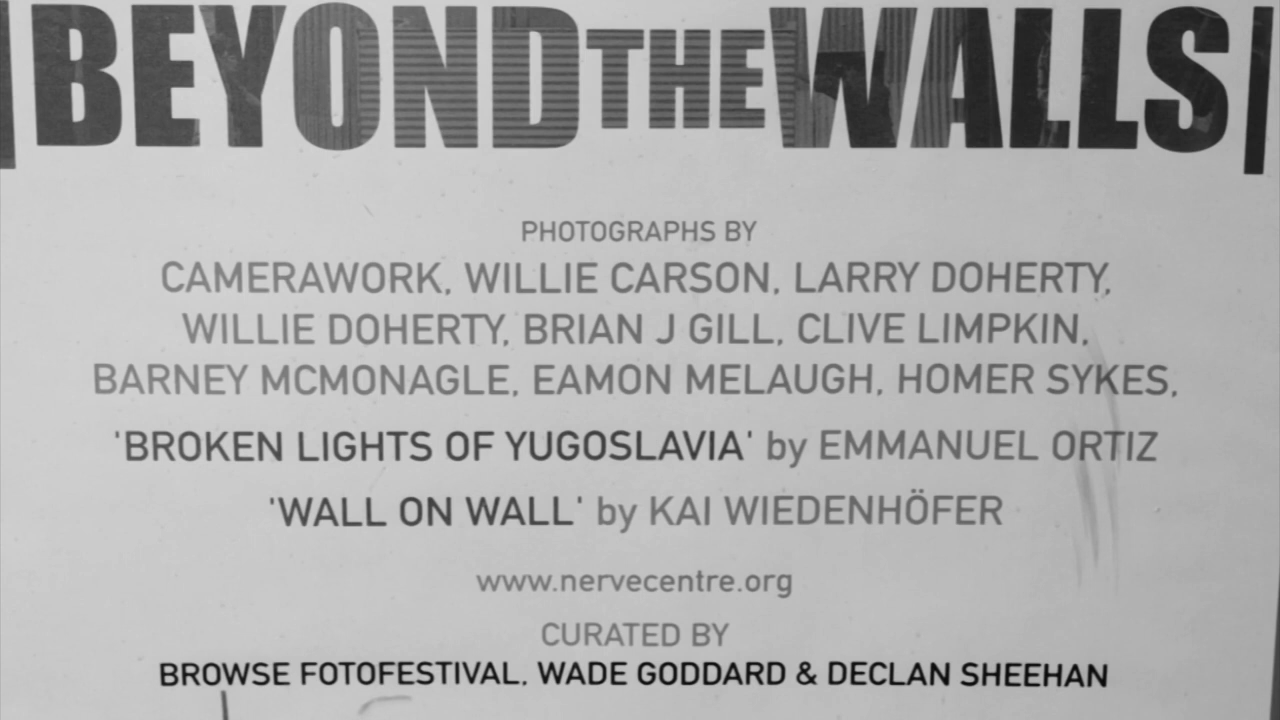 BEYOND THE WALLS
PHOTOGRAPHS BY
CAMERAWORK, WILLIE CARSON, LARRY DOHERTY,
WILLIE DOHERTY, BRIAN J GILL, CLIVE LIMPKIN,
BARNEY MCMONAGLE, EAMON MELAUGH, HOMER SYKES,
'BROKEN LIGHTS OF YUGOSLAVIA' by EMMANUEL ORTIZ
'WALL ON WALL' by KAI WIEDENHÖFER
www.nervecentre.org
CURATED BY
BROWSE FOTOFESTIVAL, WADE GODDARD & DECLAN SHEEHAN